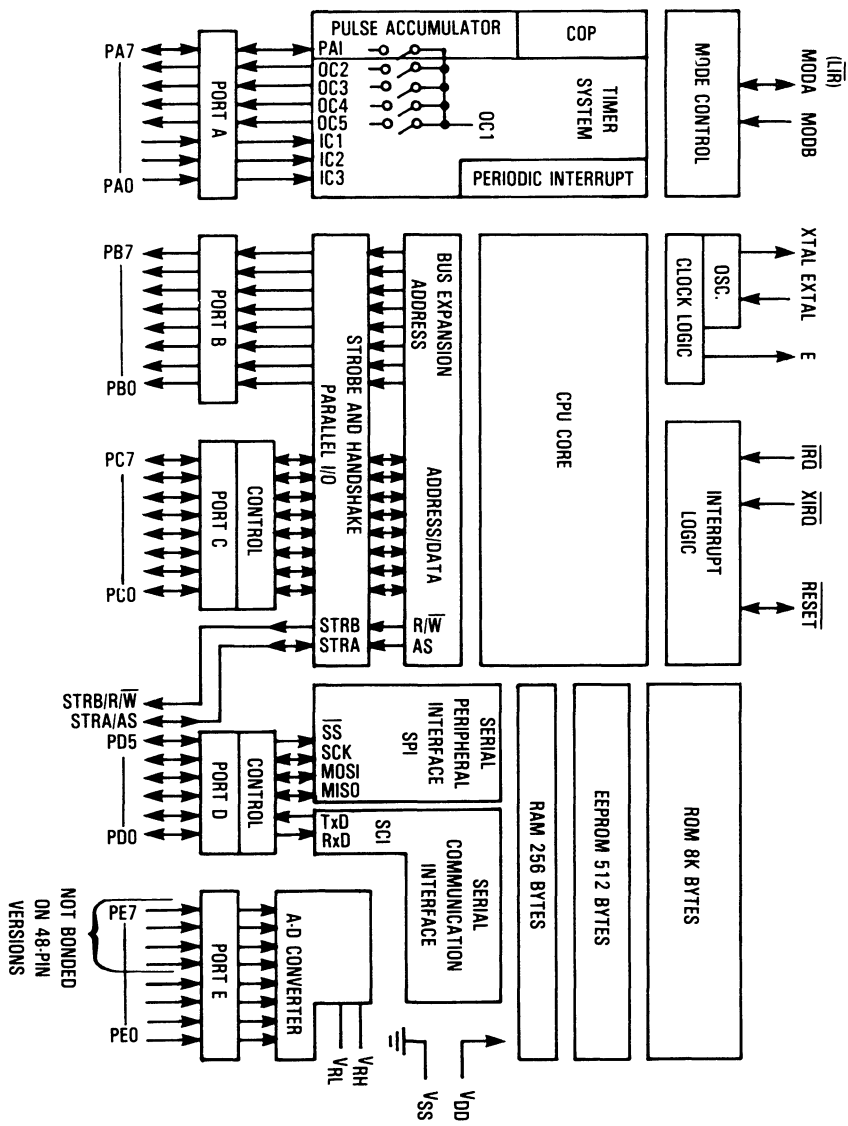 PULSE ACCUMULATOR
COP
PAI
OC2
OC3
OC4
OC5
IC1
IC2
IC3
OC1
TIMER
SYSTEM
PERIODIC INTERRUPT
PA7
PA0
PORT A
MODE CONTROL
(LIR)
MODA
MODB
PB7
PB0
PORT B
STROBE AND HANDSHAKE
PARALLEL I/O
BUS EXPANSION
ADDRESS
ADDRESS/DATA
CPU CORE
OSC.
CLOCK LOGIC
XTAL
EXTAL
E
PC7
PC0
PORT C
CONTROL
INTERRUPT
LOGIC
IRQ
XIRQ
RESET
STRB
STRA
R/W
AS
STRB/R/W
STRA/AS
PD5
PD0
PORT D
CONTROL
SS
SCK
MOSI
MISO
SERIAL
PERIPHERAL
INTERFACE
SPI
TxD
RxD
SCI
SERIAL
COMMUNICATION
INTERFACE
RAM 256 BYTES
EEPROM 512 BYTES
ROM 8K BYTES
NOT BONDED
ON 48-PIN
VERSIONS
PE7
PE0
PORT E
A-D CONVERTER
VRH
VRL
VDD
VSS